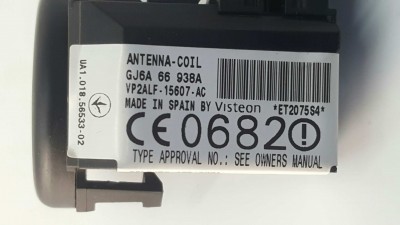 ANTENNA-COIL
GJ6A 66 938A
VP2ALF-15607-AC
MADE IN SPAIN BY Visteon *ET2075S4*
CE0682!
TYPE APPROVAL NO.: SEE OWNERS MANUAL
UA1.018.56533-02